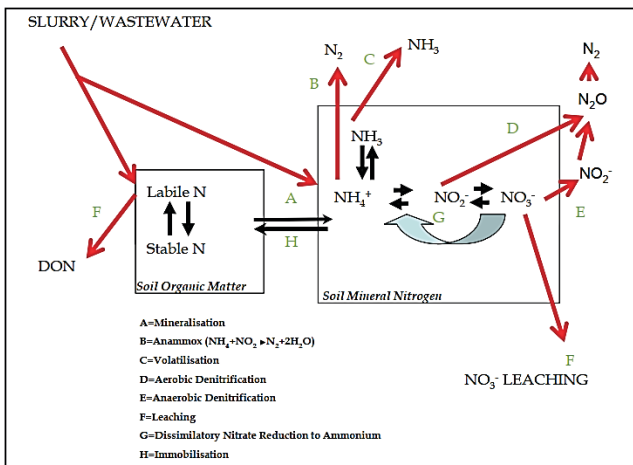 SLURRY/WASTEWATER
N₂
C
NH₃
N₂
B
N₂O
D
NH₃
NO₂⁻
Labile N
A
NH₄⁺
NO₂⁻
NO₃⁻
F
G
E
Stable N
H
DON
Soil Organic Matter
Soil Mineral Nitrogen
A=Mineralisation
F
B=Anammox (NH₄+NO₂ ▸N₂+2H₂O)
NO₃⁻ LEACHING
C=Volatilisation
D=Aerobic Denitrification
E=Anaerobic Denitrification
F=Leaching
G=Dissimilatory Nitrate Reduction to Ammonium
H=Immobilisation